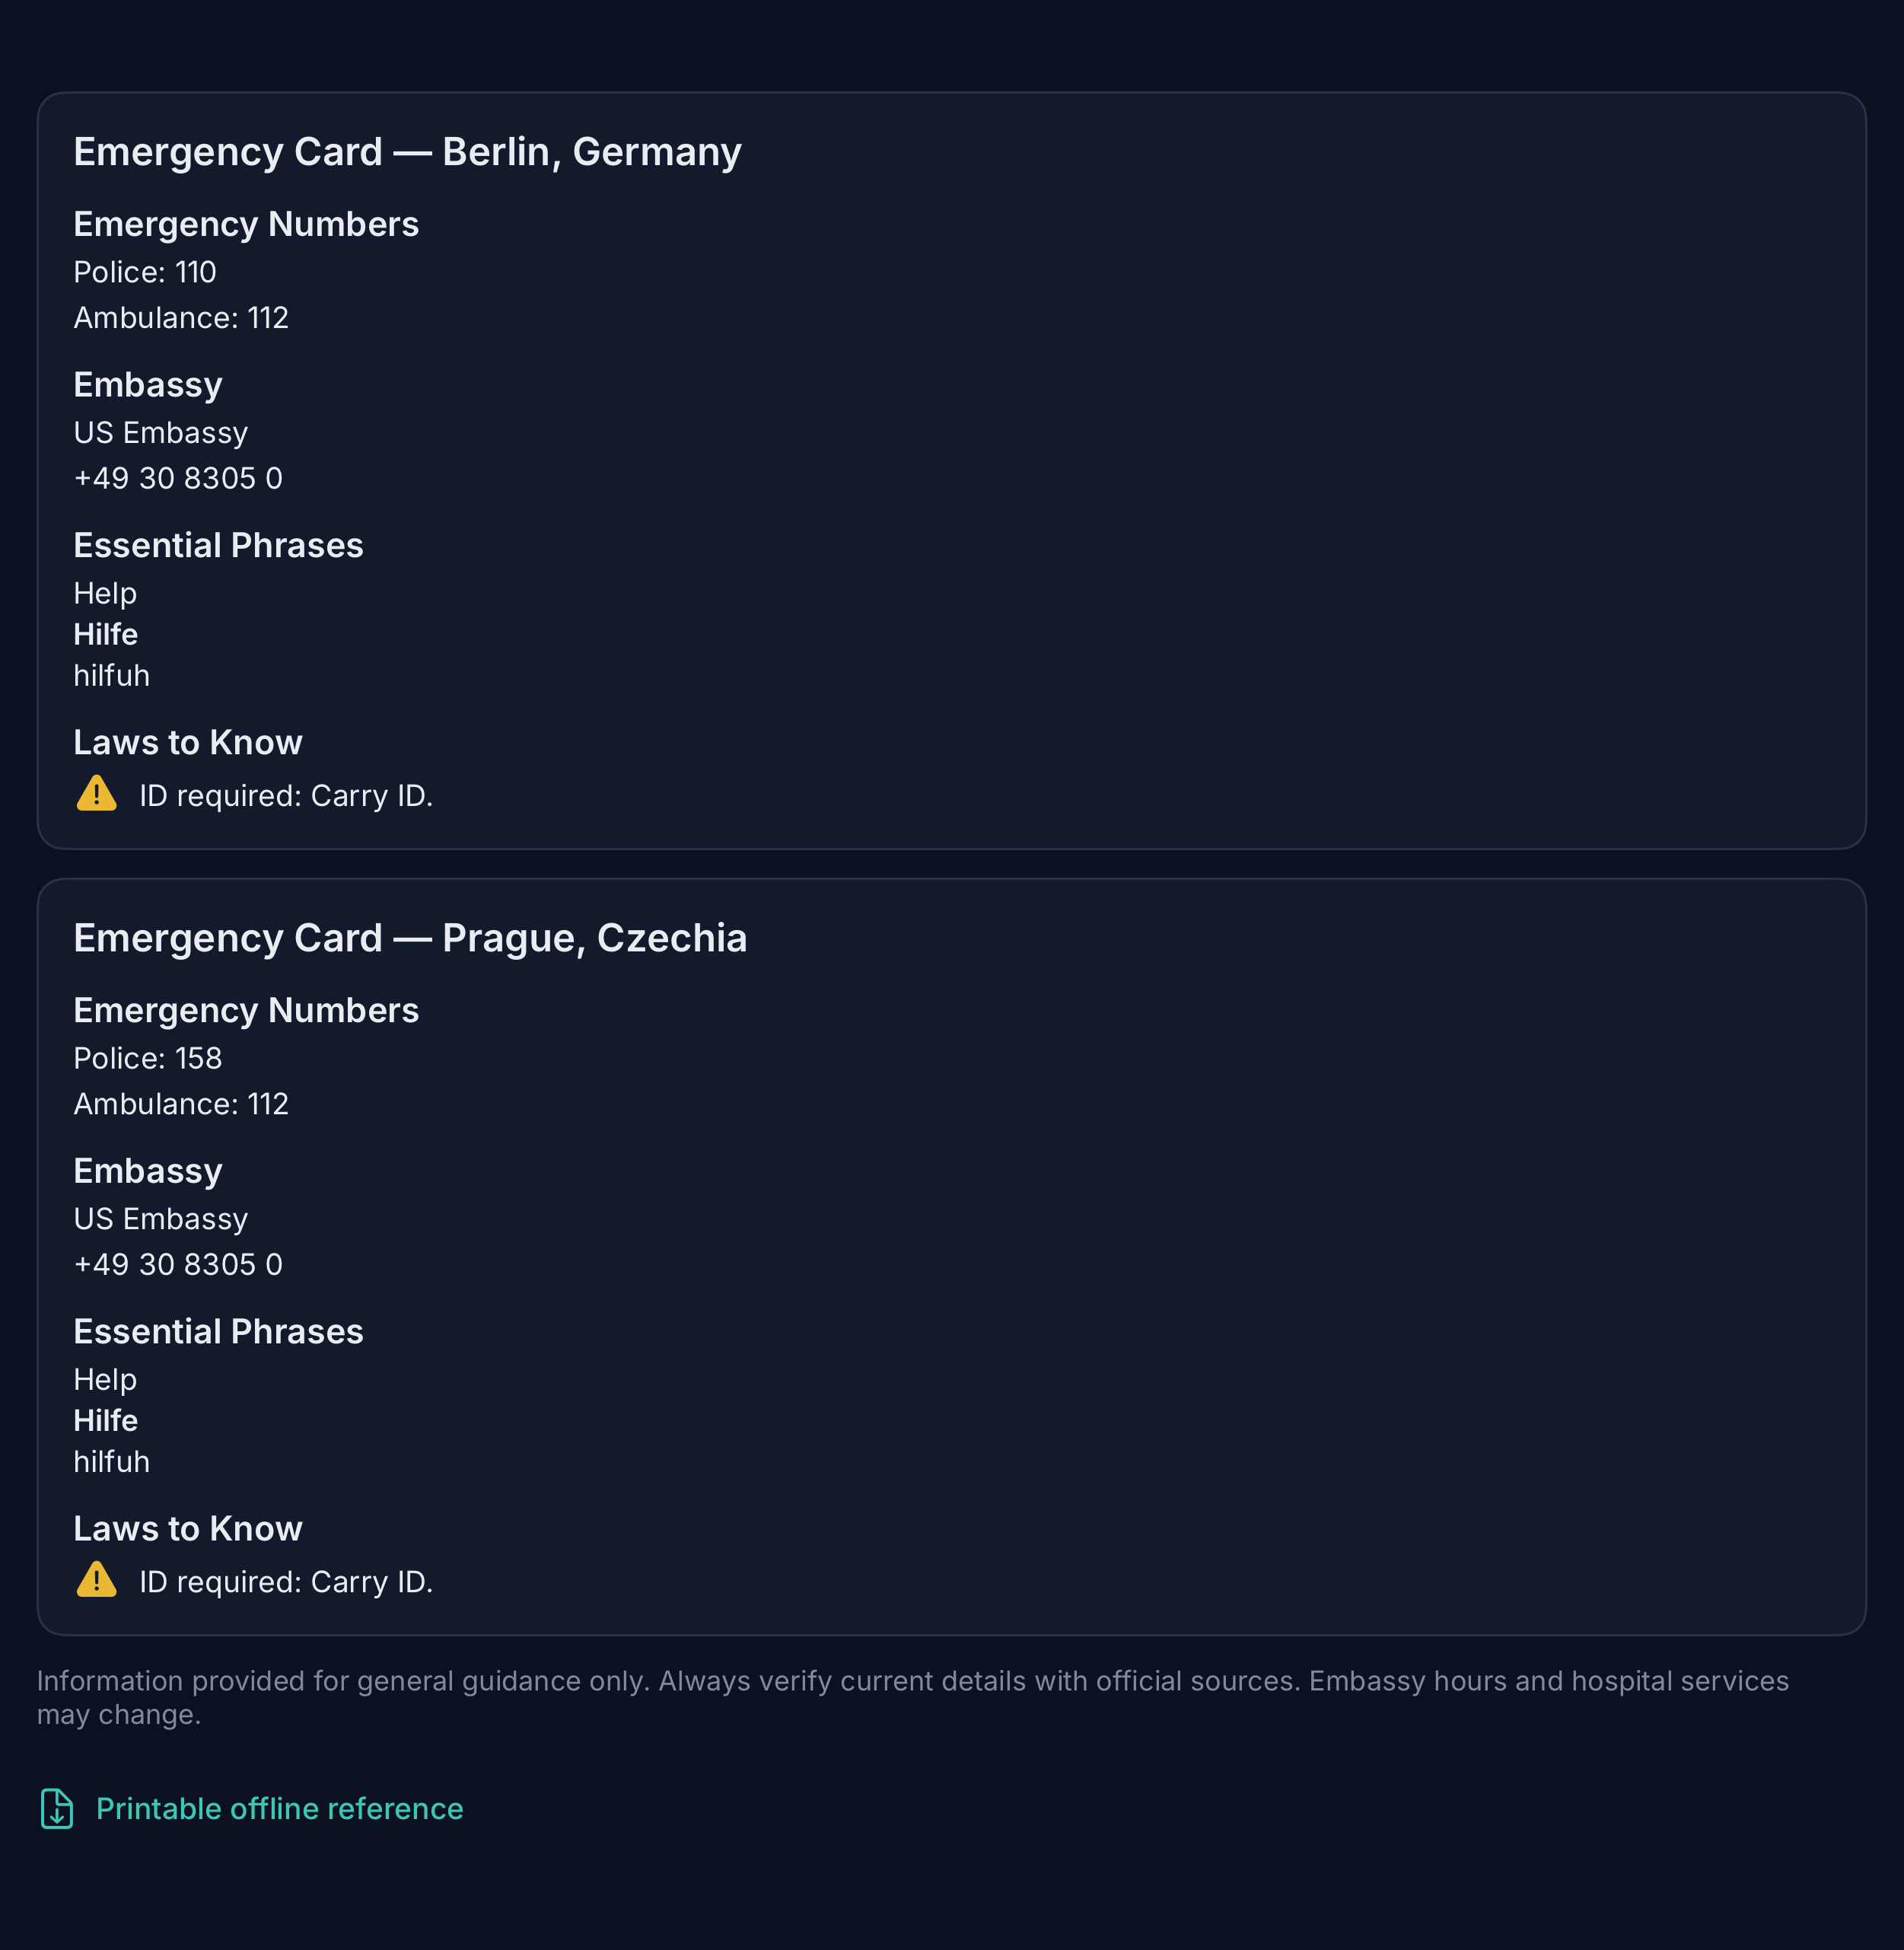 Emergency Card — Berlin, Germany
Emergency Numbers
Police: 110
Ambulance: 112
Embassy
US Embassy
+49 30 8305 0
Essential Phrases
Help
Hilfe
hilfuh
Laws to Know
ID required: Carry ID.
Emergency Card — Prague, Czechia
Emergency Numbers
Police: 158
Ambulance: 112
Embassy
US Embassy
+49 30 8305 0
Essential Phrases
Help
Hilfe
hilfuh
Laws to Know
ID required: Carry ID.
Information provided for general guidance only. Always verify current details with official sources. Embassy hours and hospital services
may change.
Printable offline reference